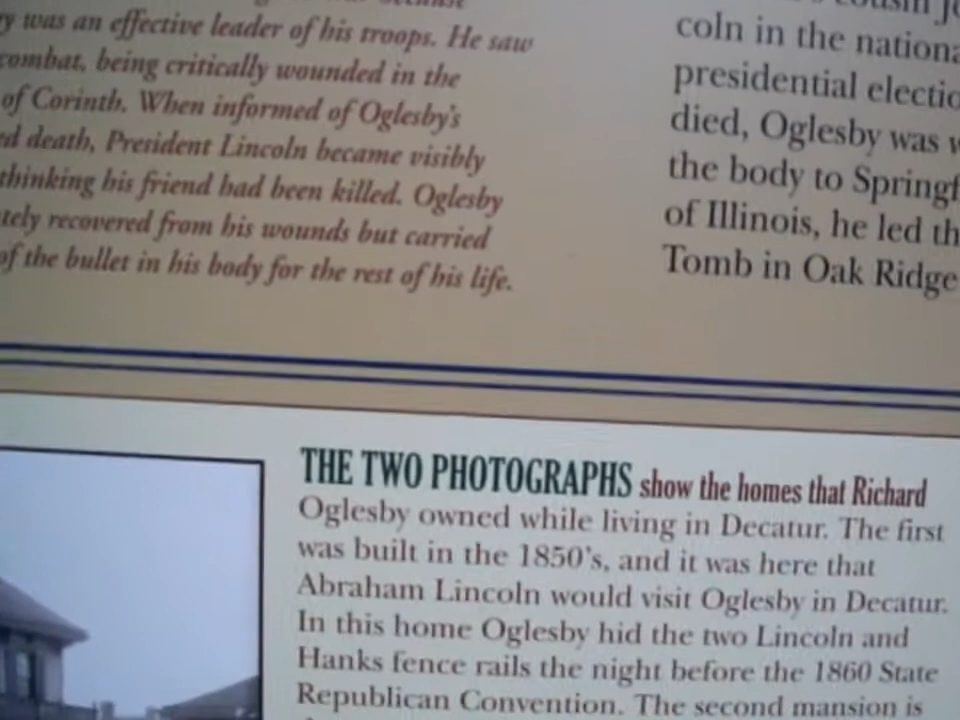 y was an effective leader of his troops. He saw
combat, being critically wounded in the
of Corinth. When informed of Oglesby's
ed death, President Lincoln became visibly
thinking his friend had been killed. Oglesby
tely recovered from his wounds but carried
of the bullet in his body for the rest of his life.
coln in the nationa
presidential electio
died, Oglesby was w
the body to Springf
of Illinois, he led th
Tomb in Oak Ridge
THE TWO PHOTOGRAPHS show the homes that Richard
Oglesby owned while living in Decatur. The first
was built in the 1850's, and it was here that
Abraham Lincoln would visit Oglesby in Decatur.
In this home Oglesby hid the two Lincoln and
Hanks fence rails the night before the 1860 State
Republican Convention. The second mansion is